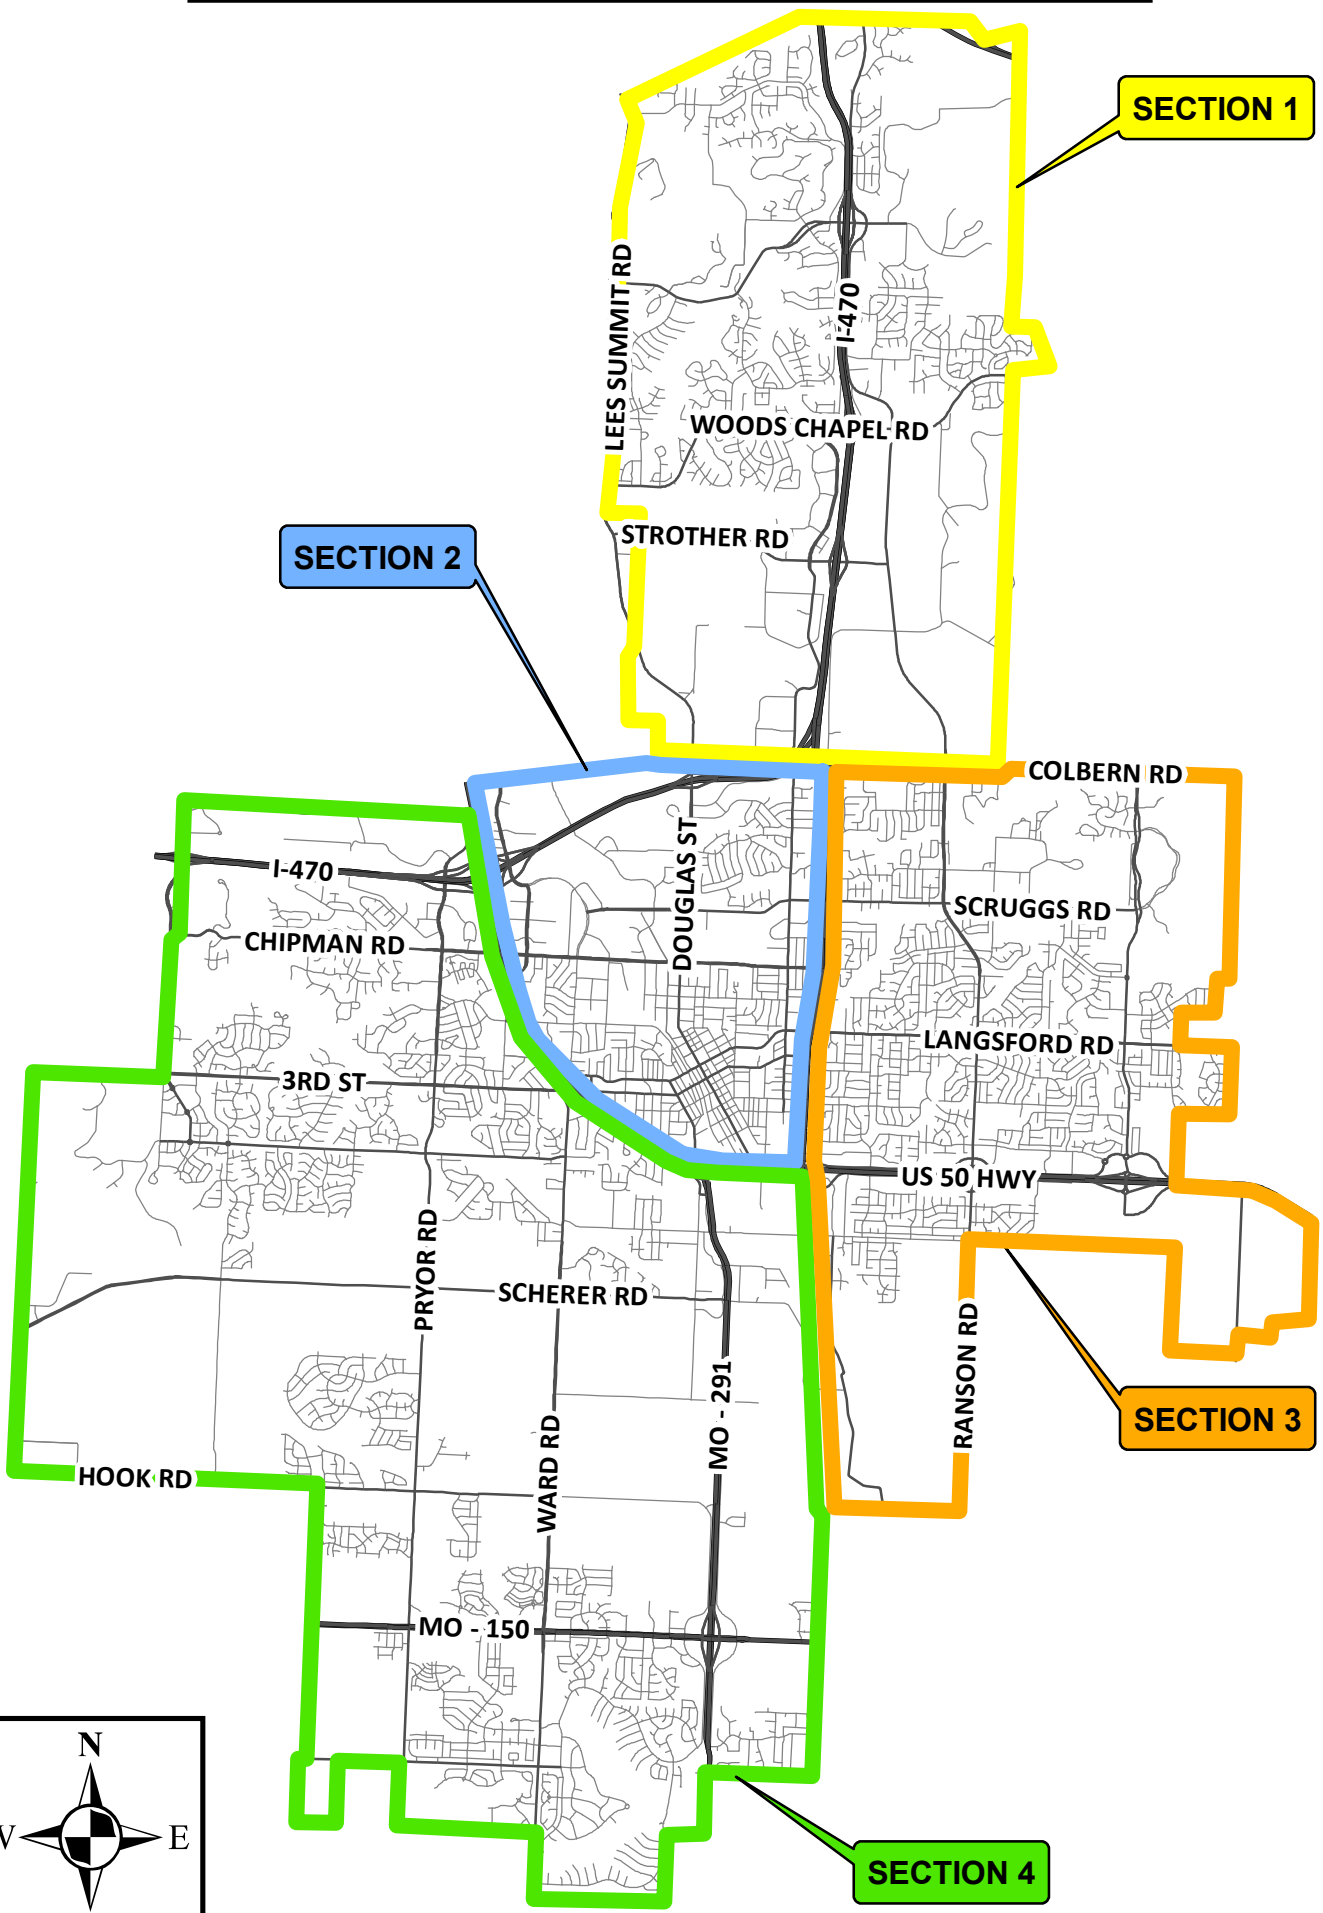 SECTION 1
LEES SUMMIT RD
I-470
WOODS CHAPEL RD
STROTHER RD
SECTION 2
COLBERN RD
DOUGLAS ST
I-470
SCRUGGS RD
CHIPMAN RD
LANGSFORD RD
3RD ST
US 50 HWY
PRYOR RD
SCHERER RD
RANSON RD
MO - 291
SECTION 3
WARD RD
HOOK RD
MO - 150
N
E
SECTION 4